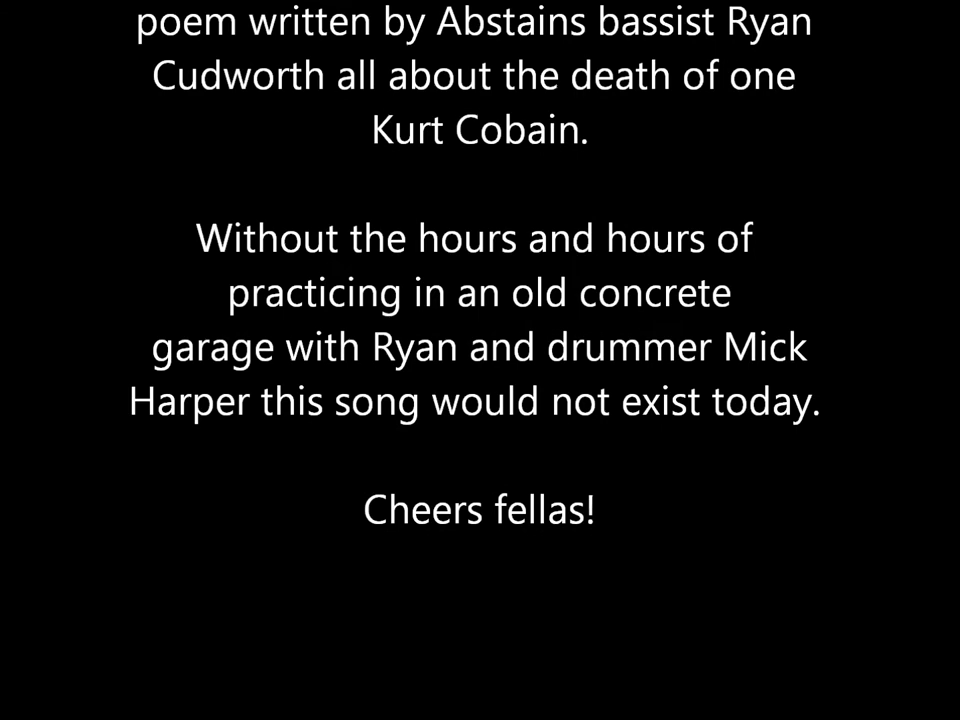 poem written by Abstains bassist Ryan
Cudworth all about the death of one
Kurt Cobain.
Without the hours and hours of
practicing in an old concrete
garage with Ryan and drummer Mick
Harper this song would not exist today.
Cheers fellas!